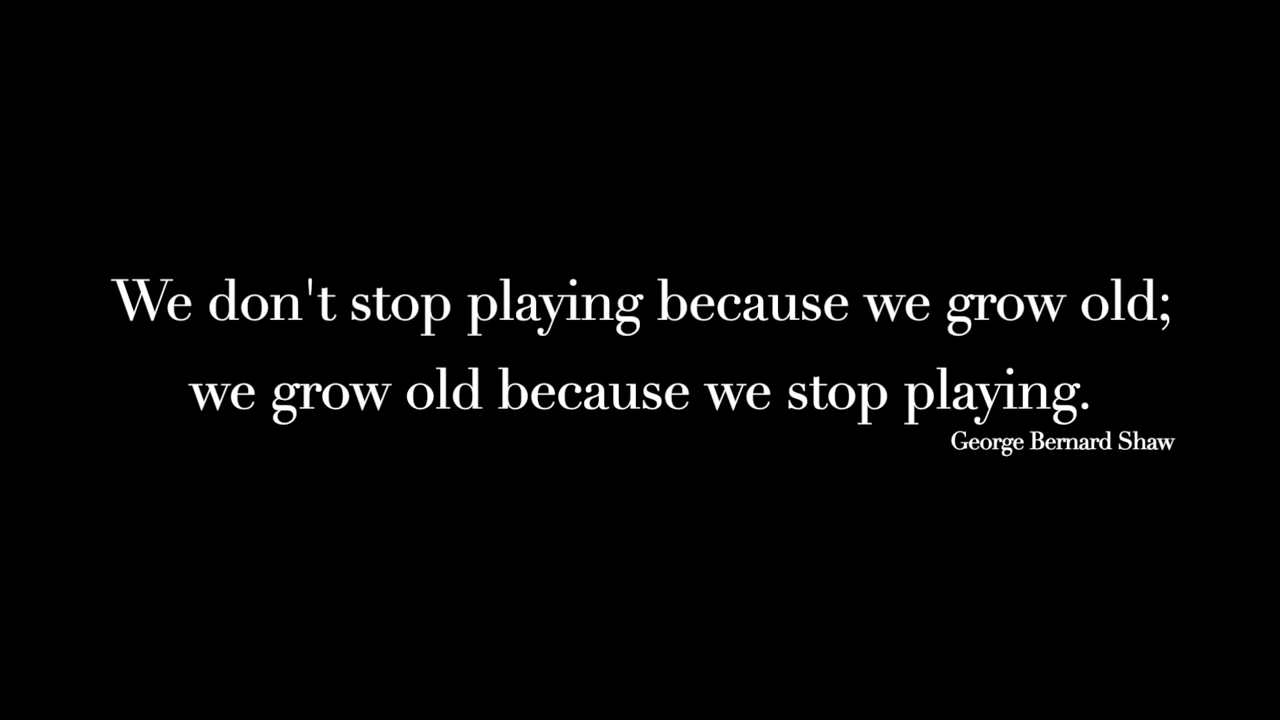 We don't stop playing because we grow old;
we grow old because we stop playing.
George Bernard Shaw